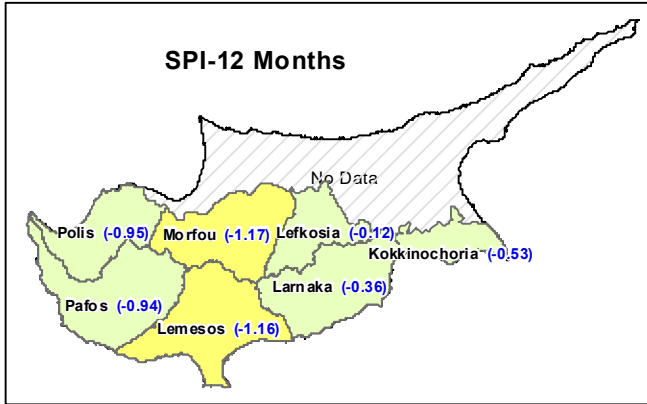 SPI-12 Months
No Data
Polis (-0.95)
Morfou (-1.17)
Lefkosia (-0.12)
Kokkinochoria (-0.53)
Pafos (-0.94)
Larnaka (-0.36)
Lemesos (-1.16)